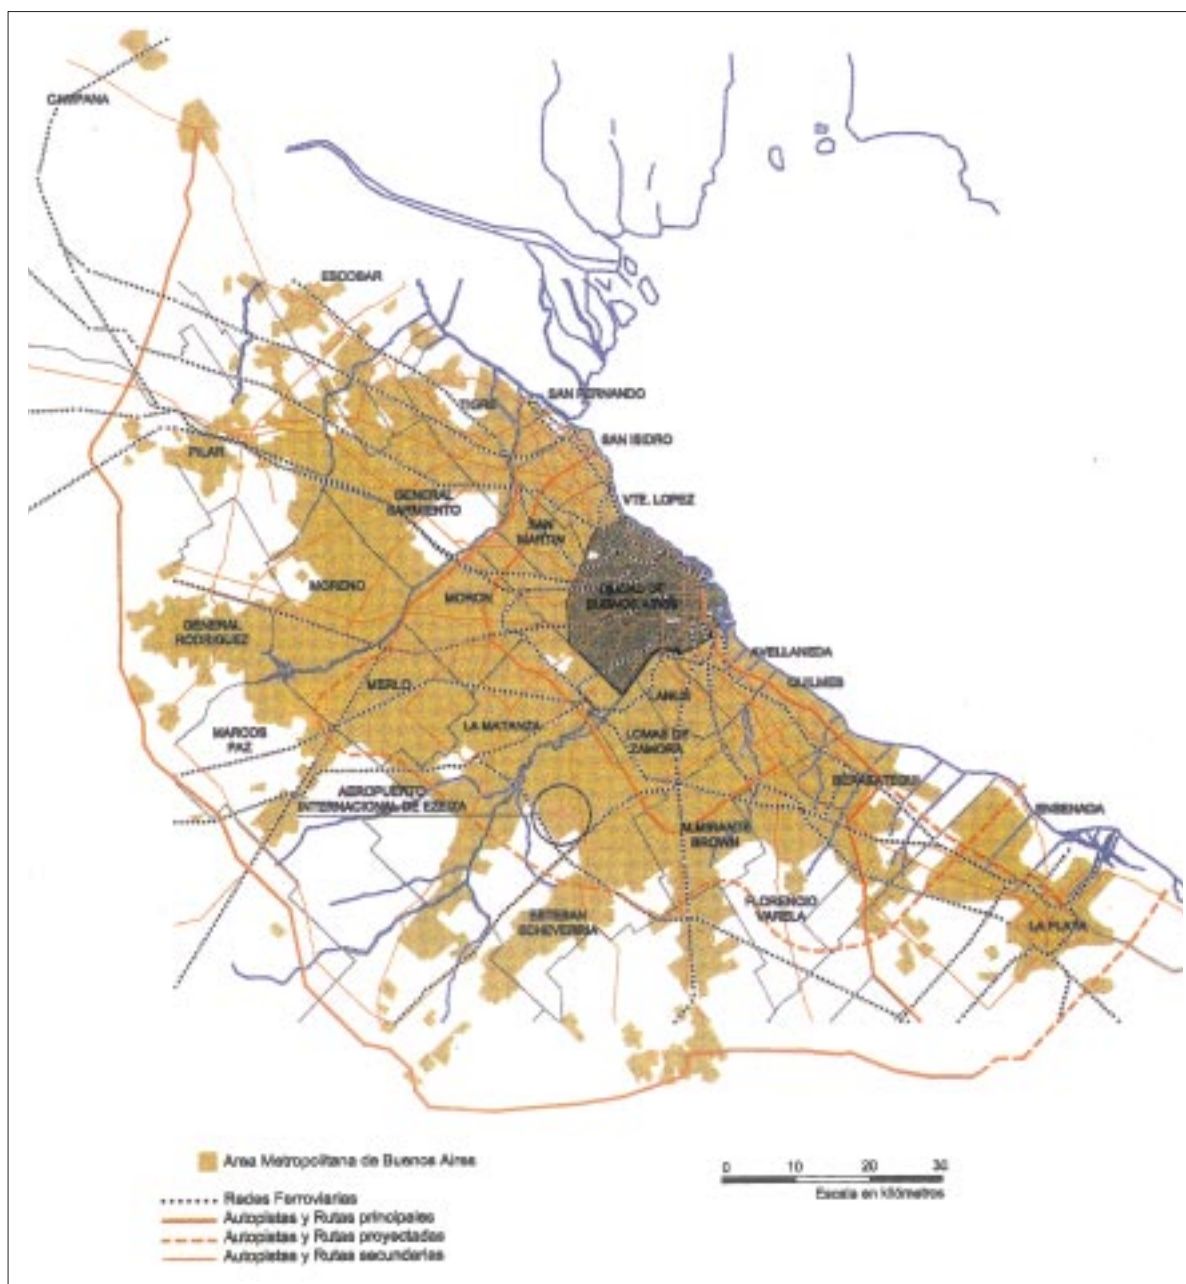 CAMPANA
ESCOBAR
SAN FERNANDO
TIGRE
SAN ISIDRO
PILAR
VTE. LOPEZ
GENERAL
SARMIENTO
SAN
MARTIN
MORENO
MORON
CIUDAD DE
BUENOS AIRES
GENERAL
RODRIGUEZ
AVELLANEDA
QUILMES
MERLO
LANUS
LA MATANZA
MARCOS
PAZ
LOMAS DE
ZAMORA
BERAZATEGUI
AEROPUERTO
INTERNACIONAL DE EZEIZA
ENSENADA
ALMIRANTE
BROWN
FLORENCIO
VARELA
ESTEBAN
ECHEVERRIA
LA PLATA
Area Metropolitana de Buenos Aires
Redes Ferroviarias
Autopistas y Rutas principales
Autopistas y Rutas proyectadas
Autopistas y Rutas secundarias
0 10 20 30
Escala en kilómetros